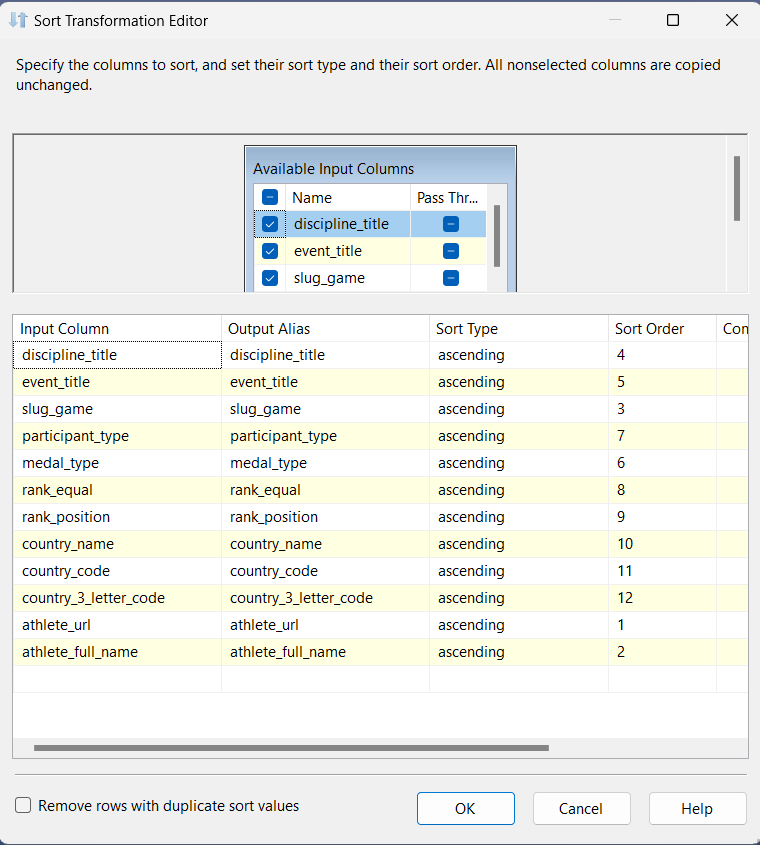 Sort Transformation Editor
Specify the columns to sort, and set their sort type and their sort order. All nonselected columns are copied
unchanged.
Available Input Columns
Name Pass Thr...
discipline_title
event_title
slug_game
Input Column Output Alias Sort Type Sort Order Con
discipline_title discipline_title ascending 4
event_title event_title ascending 5
slug_game slug_game ascending 3
participant_type participant_type ascending 7
medal_type medal_type ascending 6
rank_equal rank_equal ascending 8
rank_position rank_position ascending 9
country_name country_name ascending 10
country_code country_code ascending 11
country_3_letter_code country_3_letter_code ascending 12
athlete_url athlete_url ascending 1
athlete_full_name athlete_full_name ascending 2
Remove rows with duplicate sort values
OK Cancel Help